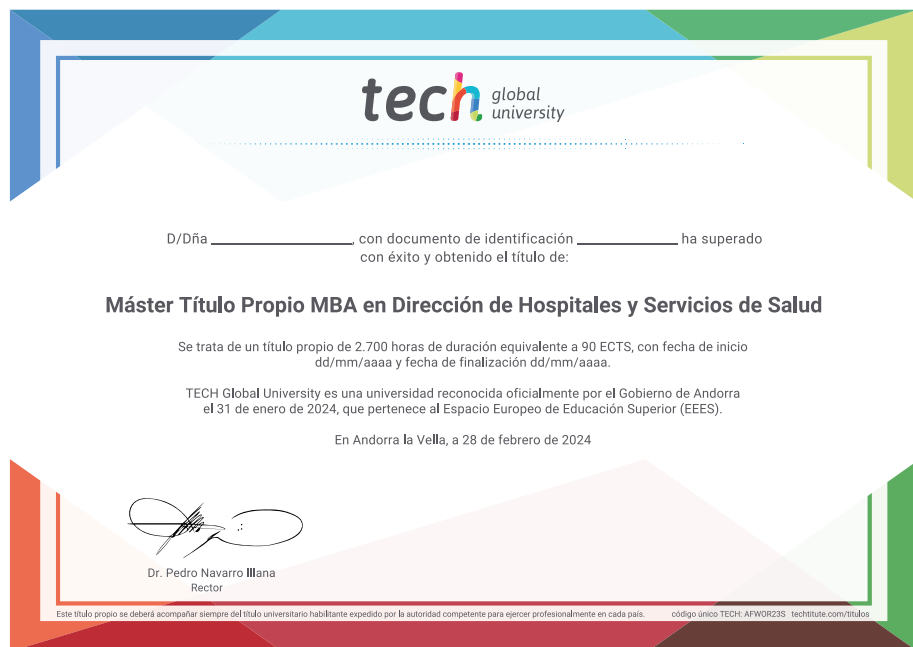 tech global university
D/Dña ____________________, con documento de identificación ______________ ha superado
con éxito y obtenido el título de:
Máster Título Propio MBA en Dirección de Hospitales y Servicios de Salud
Se trata de un título propio de 2.700 horas de duración equivalente a 90 ECTS, con fecha de inicio
dd/mm/aaaa y fecha de finalización dd/mm/aaaa.
TECH Global University es una universidad reconocida oficialmente por el Gobierno de Andorra
el 31 de enero de 2024, que pertenece al Espacio Europeo de Educación Superior (EEES).
En Andorra la Vella, a 28 de febrero de 2024
Dr. Pedro Navarro Illana
Rector
Este título propio se deberá acompañar siempre del título universitario habilitante expedido por la autoridad competente para ejercer profesionalmente en cada país. código único TECH: AFWOR23S techtitute.com/titulos